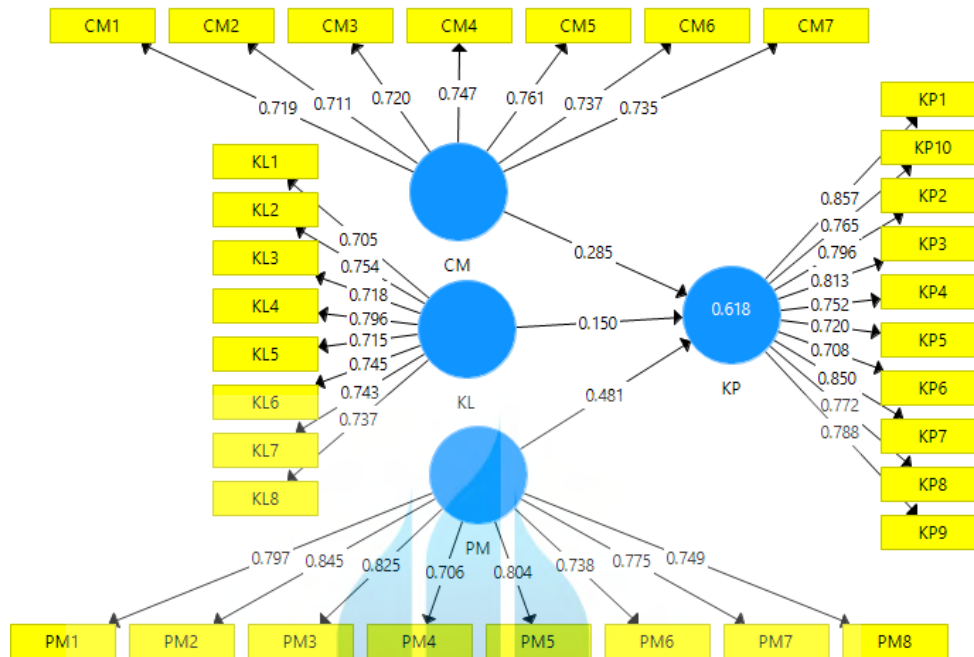 CM1 CM2 CM3 CM4 CM5 CM6 CM7
0.719 0.711 0.720 0.747 0.761 0.737 0.735
KL1
KL2
KL3
KL4
KL5
KL6
KL7
KL8
0.705
0.754
0.718
0.796
0.715
0.745
0.743
0.737
CM
KL
PM
0.285
0.150
0.481
0.618
KP
0.857
0.765
0.796
0.813
0.752
0.720
0.708
0.850
0.772
0.788
KP1
KP10
KP2
KP3
KP4
KP5
KP6
KP7
KP8
KP9
0.797 0.845 0.825 0.706 0.804 0.738 0.775 0.749
PM1 PM2 PM3 PM4 PM5 PM6 PM7 PM8